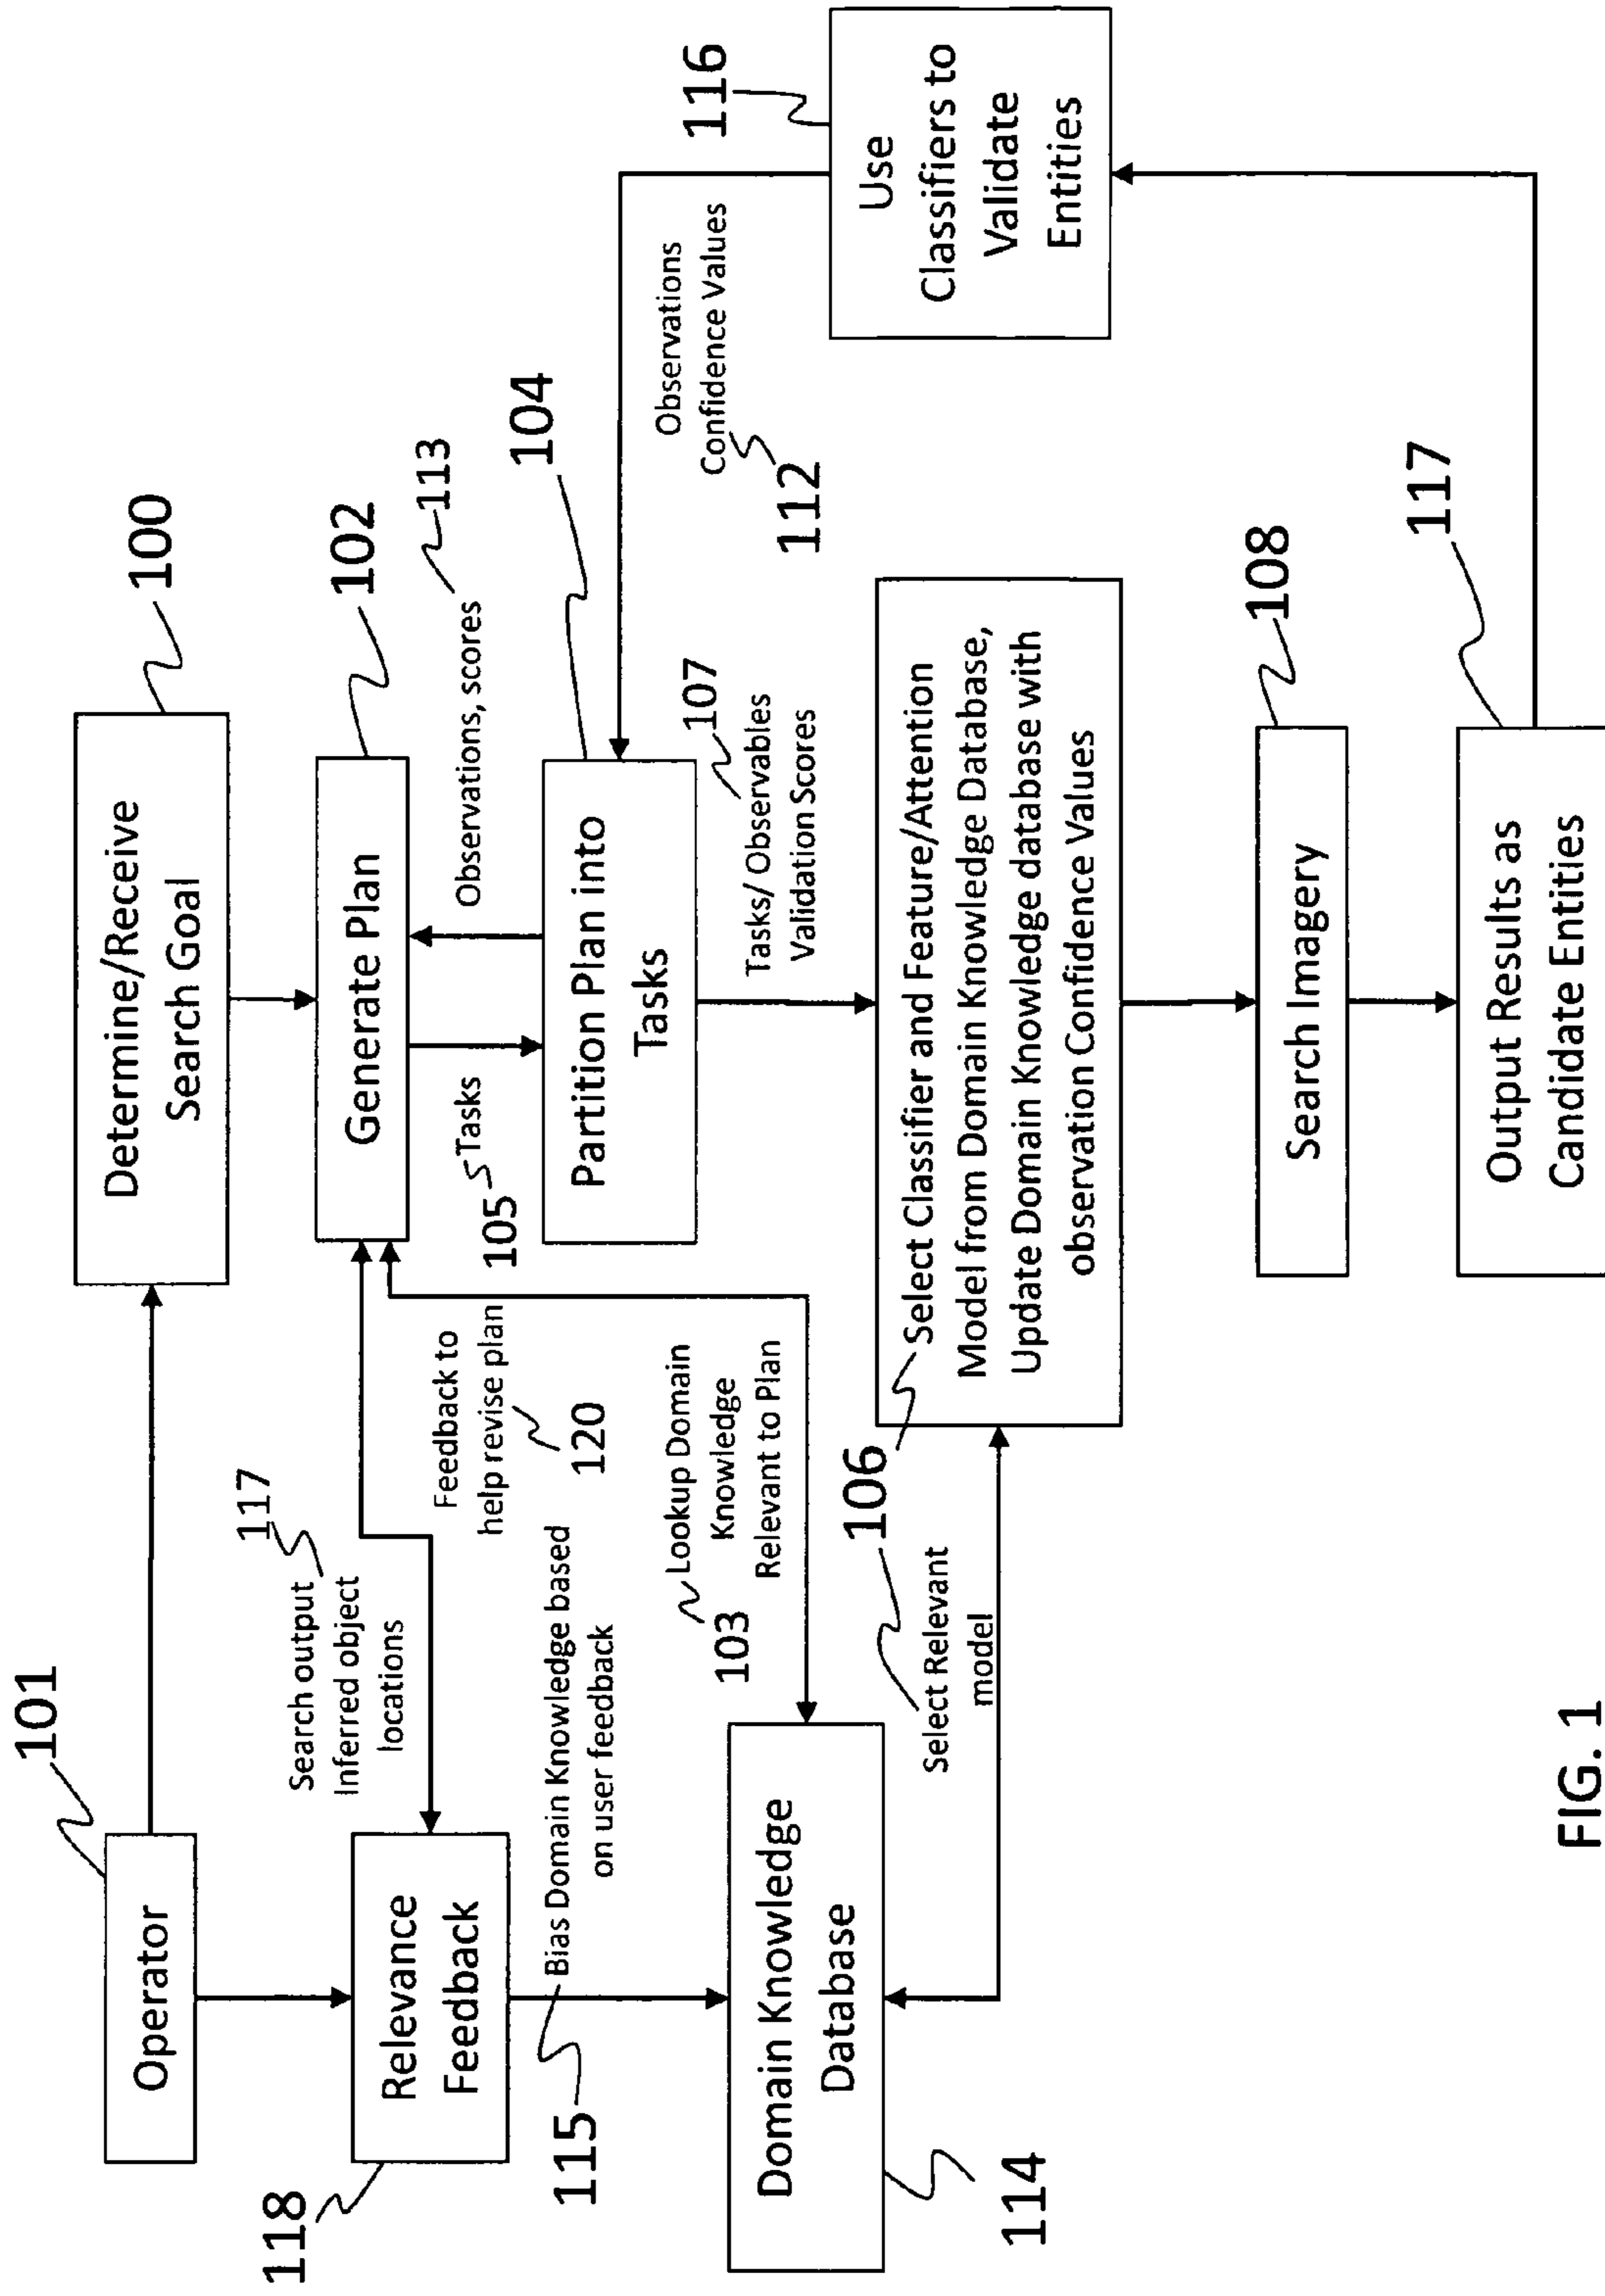 101
Operator
Determine/Receive
Search Goal
100
118
Relevance
Feedback
117
Search output
Inferred object
locations
Feedback to
help revise plan
120
Generate Plan
102
105
Tasks
Observations, scores
113
115
Bias Domain Knowledge based
on user feedback
103
Lookup Domain
Knowledge
Relevant to Plan
Partition Plan into
Tasks
104
Observations
Confidence Values
112
116
Use
Classifiers to
Validate
Entities
Tasks/ Observables
Validation Scores
107
Domain Knowledge
Database
114
106
Select Relevant
model
Select Classifier and Feature/Attention
Model from Domain Knowledge Database,
Update Domain Knowledge database with
observation Confidence Values
Search Imagery
108
Output Results as
Candidate Entities
117
FIG. 1